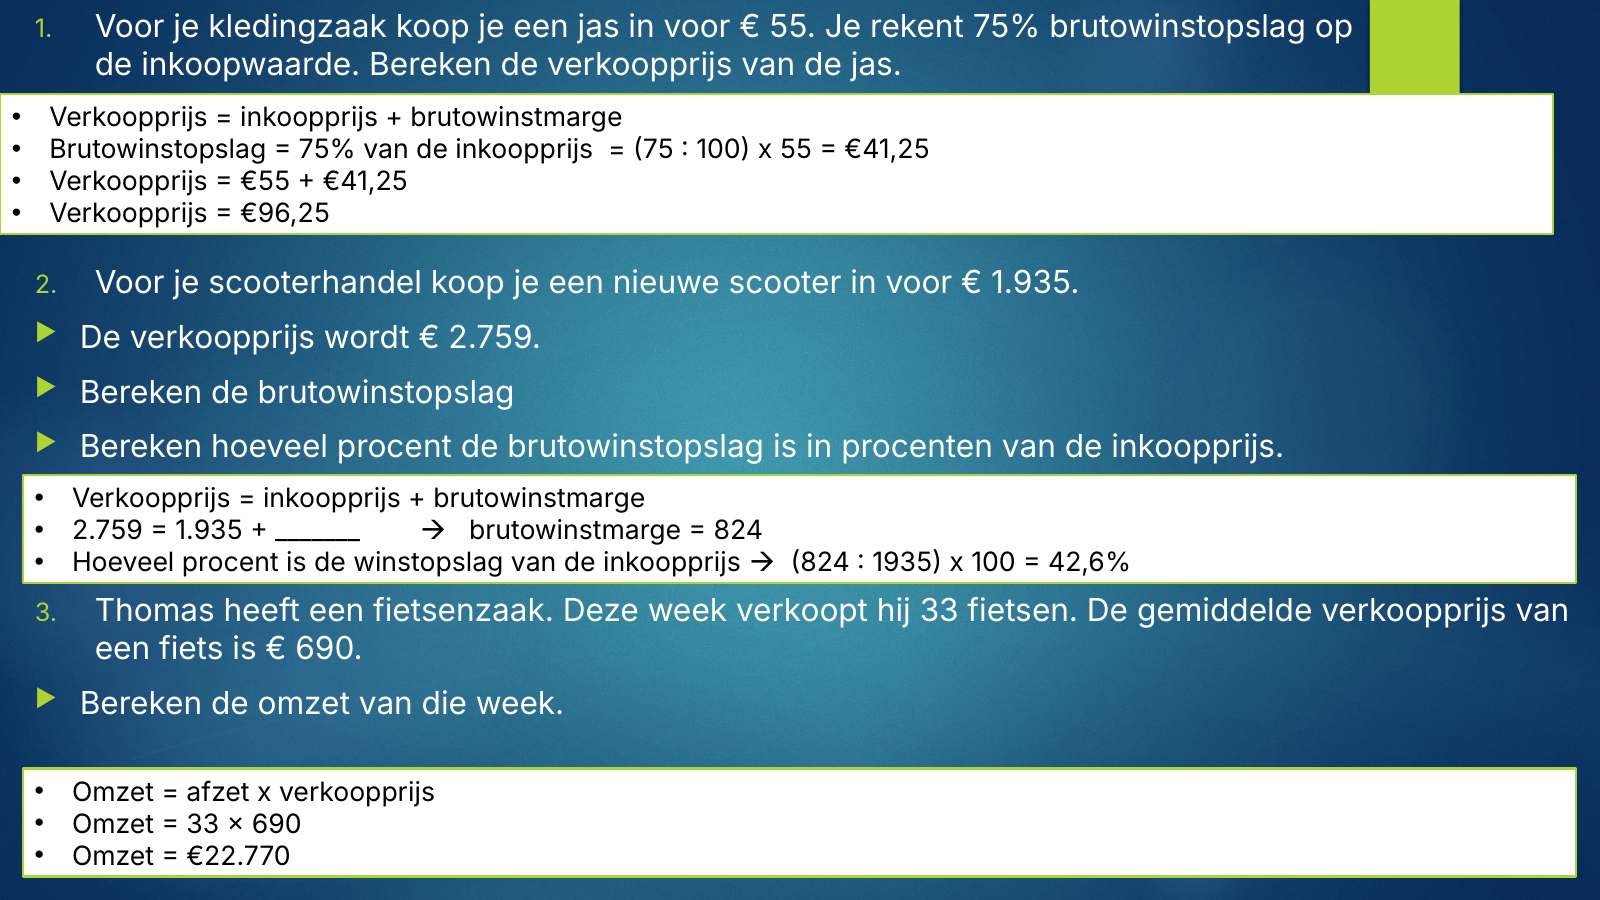 1. Voor je kledingzaak koop je een jas in voor € 55. Je rekent 75% brutowinstopslag op
de inkoopwaarde. Bereken de verkoopprijs van de jas.
• Verkoopprijs = inkoopprijs + brutowinstmarge
• Brutowinstopslag = 75% van de inkoopprijs = (75 : 100) x 55 = €41,25
• Verkoopprijs = €55 + €41,25
• Verkoopprijs = €96,25
2. Voor je scooterhandel koop je een nieuwe scooter in voor € 1.935.
▶ De verkoopprijs wordt € 2.759.
▶ Bereken de brutowinstopslag
▶ Bereken hoeveel procent de brutowinstopslag is in procenten van de inkoopprijs.
• Verkoopprijs = inkoopprijs + brutowinstmarge
• 2.759 = 1.935 + _______ → brutowinstmarge = 824
• Hoeveel procent is de winstopslag van de inkoopprijs → (824 : 1935) x 100 = 42,6%
3. Thomas heeft een fietsenzaak. Deze week verkoopt hij 33 fietsen. De gemiddelde verkoopprijs van
een fiets is € 690.
▶ Bereken de omzet van die week.
• Omzet = afzet x verkoopprijs
• Omzet = 33 × 690
• Omzet = €22.770